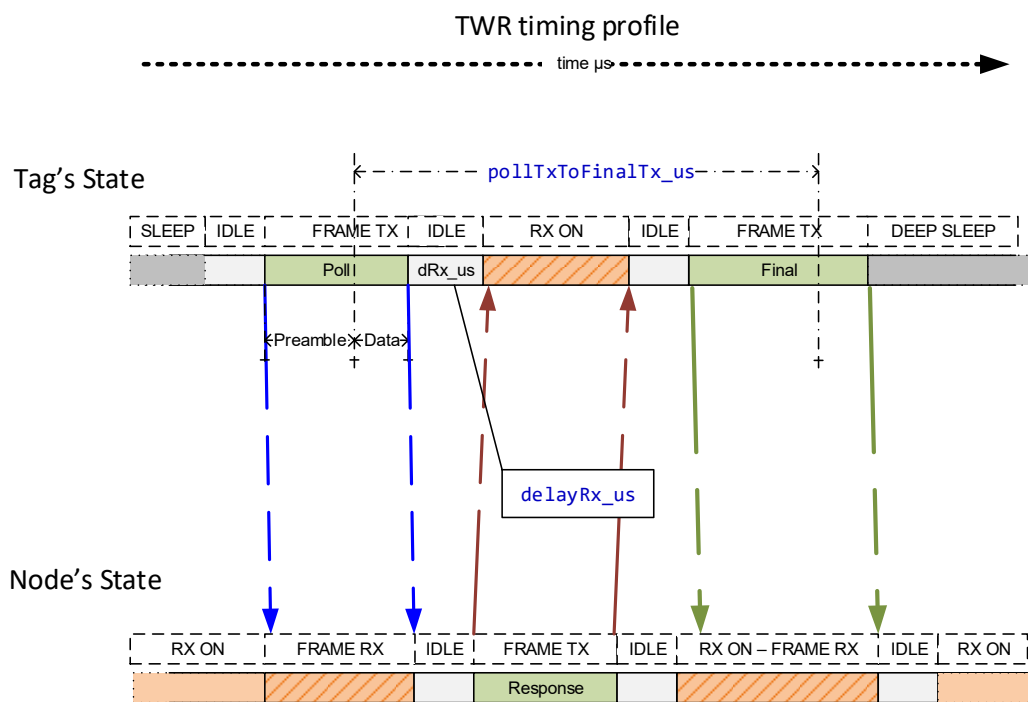 TWR timing profile
time µs
Tag's State
pollTxToFinalTx_us
SLEEP IDLE FRAME TX IDLE RX ON IDLE FRAME TX DEEP SLEEP
Poll dRx_us Final
Preamble Data
delayRx_us
Node's State
RX ON FRAME RX IDLE FRAME TX IDLE RX ON – FRAME RX IDLE RX ON
Response